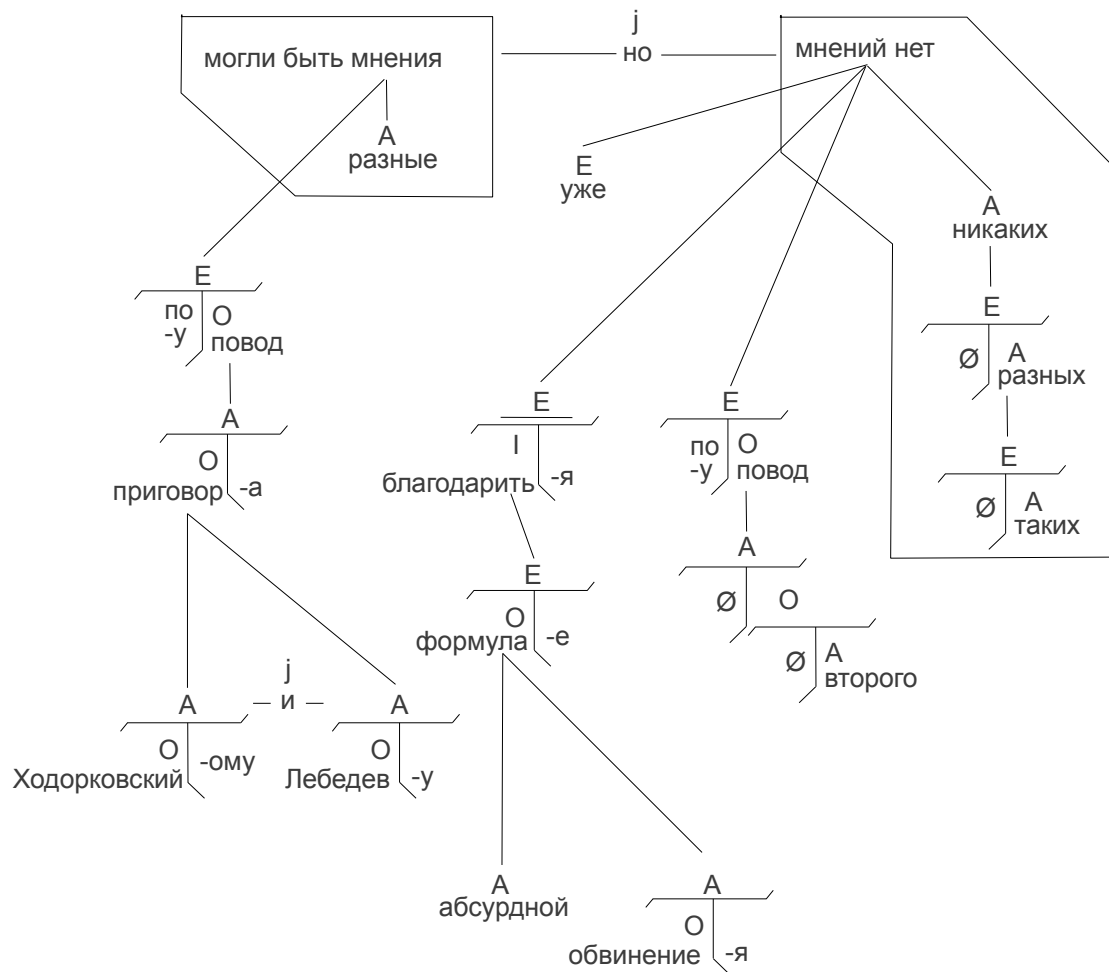 j
могли быть мнения
но
мнений нет
А
разные
Е
уже
А
никаких
Е
по
-у
О
повод
Е
Ø
А
разных
А
О
приговор
-а
Е
I
благодарить
-я
Е
по
-у
О
повод
Е
Ø
А
таких
Е
О
формула
-е
А
Ø
О
Ø
А
второго
А
О
Ходорковский
-ому
j
и
А
О
Лебедев
-у
А
абсурдной
А
О
обвинение
-я